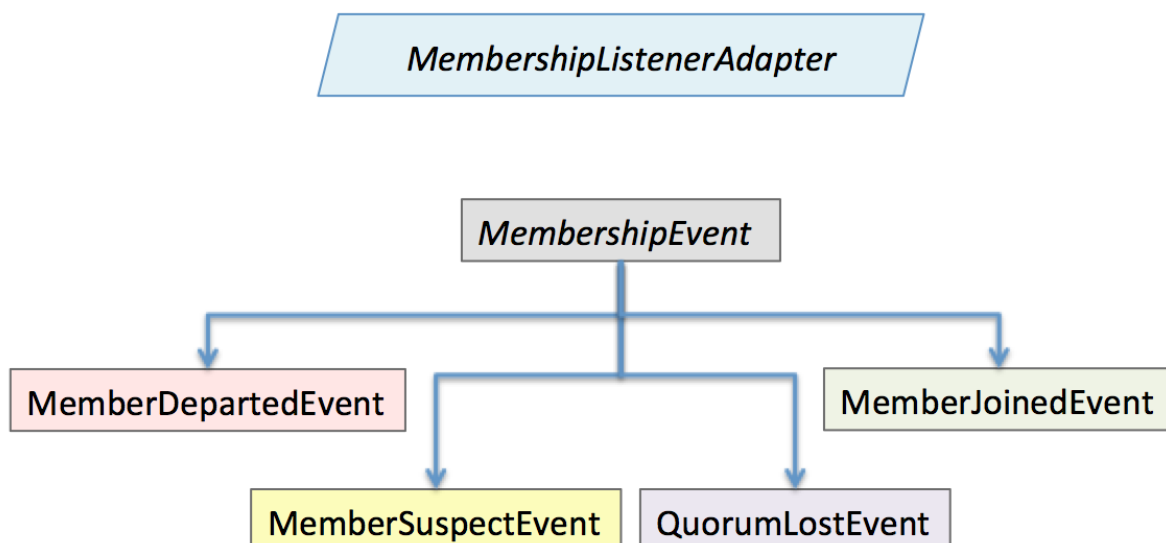 MembershipListenerAdapter
MembershipEvent
MemberDepartedEvent
MemberJoinedEvent
MemberSuspectEvent
QuorumLostEvent